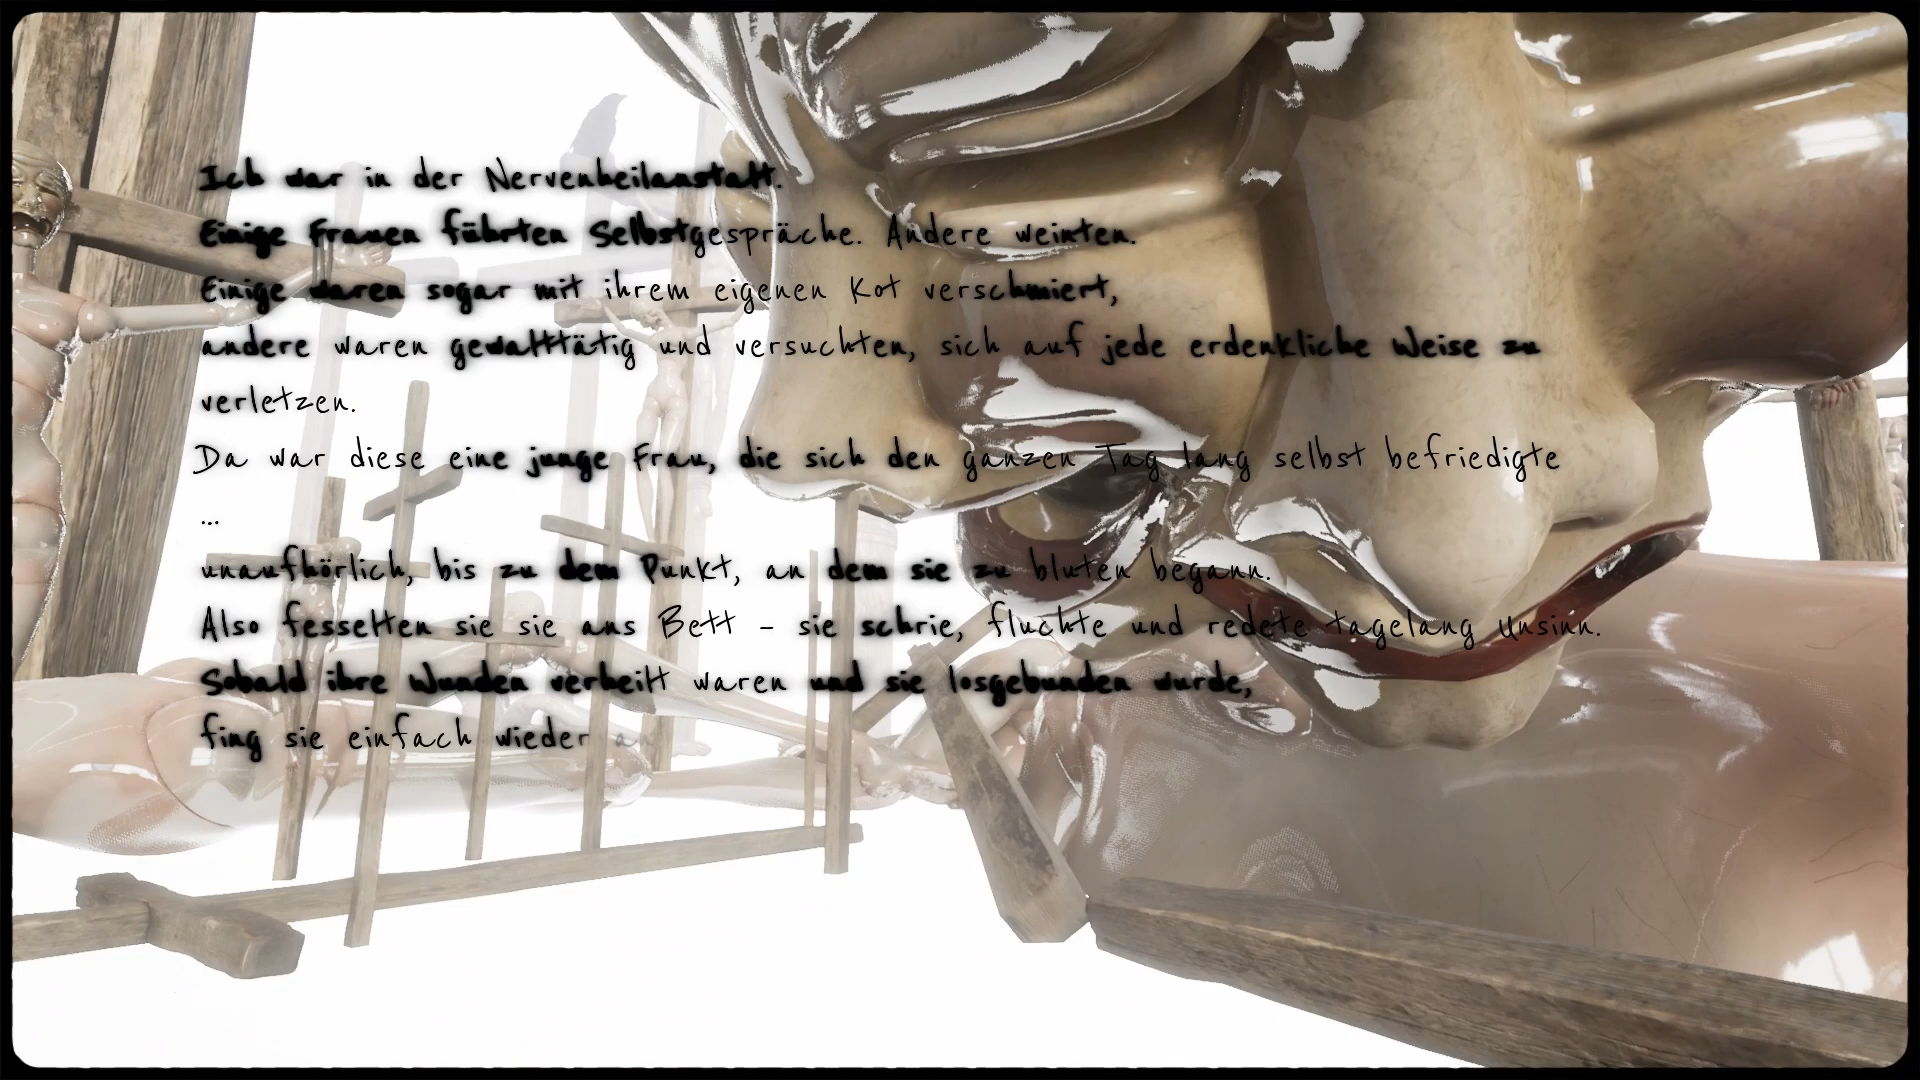 Ich war in der Nervenheilanstalt.
Einige Frauen führten Selbstgespräche. Andere weinten.
Einige waren sogar mit ihrem eigenen Kot verschmiert,
andere waren gewalttätig und versuchten, sich auf jede erdenkliche Weise zu
verletzen.
Da war diese eine junge Frau, die sich den ganzen Tag lang selbst befriedigte
...
unaufhörlich, bis zu dem Punkt, an dem sie zu bluten begann.
Also fesselten sie sie ans Bett - sie schrie, fluchte und redete tagelang Unsinn.
Sobald ihre Wunden verheilt waren und sie losgebunden wurde,
fing sie einfach wieder an